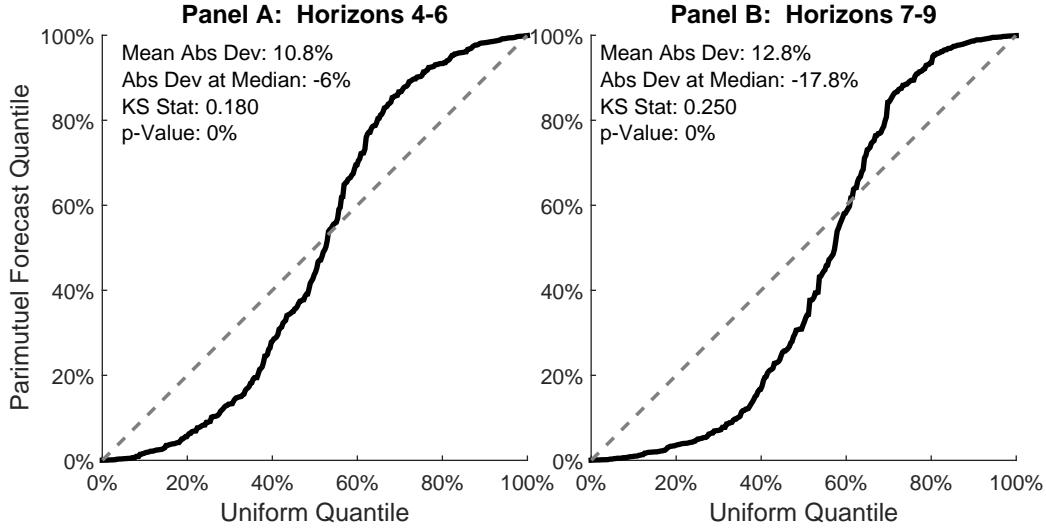 Panel A: Horizons 4-6
Mean Abs Dev: 10.8%
Abs Dev at Median: -6%
KS Stat: 0.180
p-Value: 0%
100%
80%
60%
40%
20%
0%
0%
20%
40%
60%
80%
100%
Parimutuel Forecast Quantile
Uniform Quantile
Panel B: Horizons 7-9
Mean Abs Dev: 12.8%
Abs Dev at Median: -17.8%
KS Stat: 0.250
p-Value: 0%
100%
80%
60%
40%
20%
0%
0%
20%
40%
60%
80%
100%
Uniform Quantile